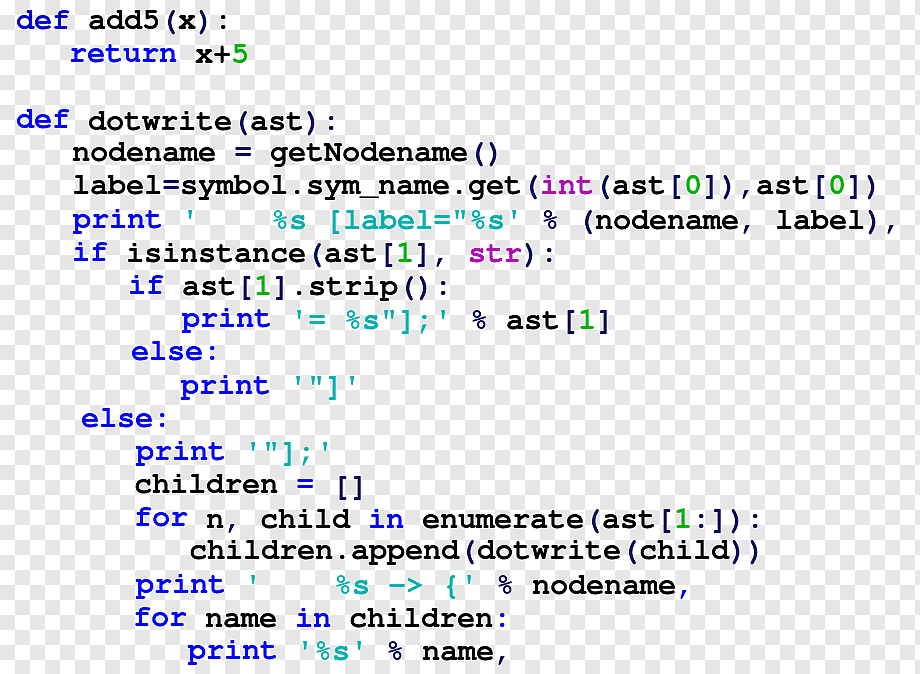 def add5(x):
   return x+5

def dotwrite(ast):
   nodename = getNodename()
   label=symbol.sym_name.get(int(ast[0]),ast[0])
   print '    %s [label="%s' % (nodename, label),
   if isinstance(ast[1], str):
      if ast[1].strip():
         print '= %s"];' % ast[1]
      else:
         print '"]'
   else:
      print '"];'
      children = []
      for n, child in enumerate(ast[1:]):
         children.append(dotwrite(child))
      print '    %s -> {' % nodename,
      for name in children:
         print '%s' % name,